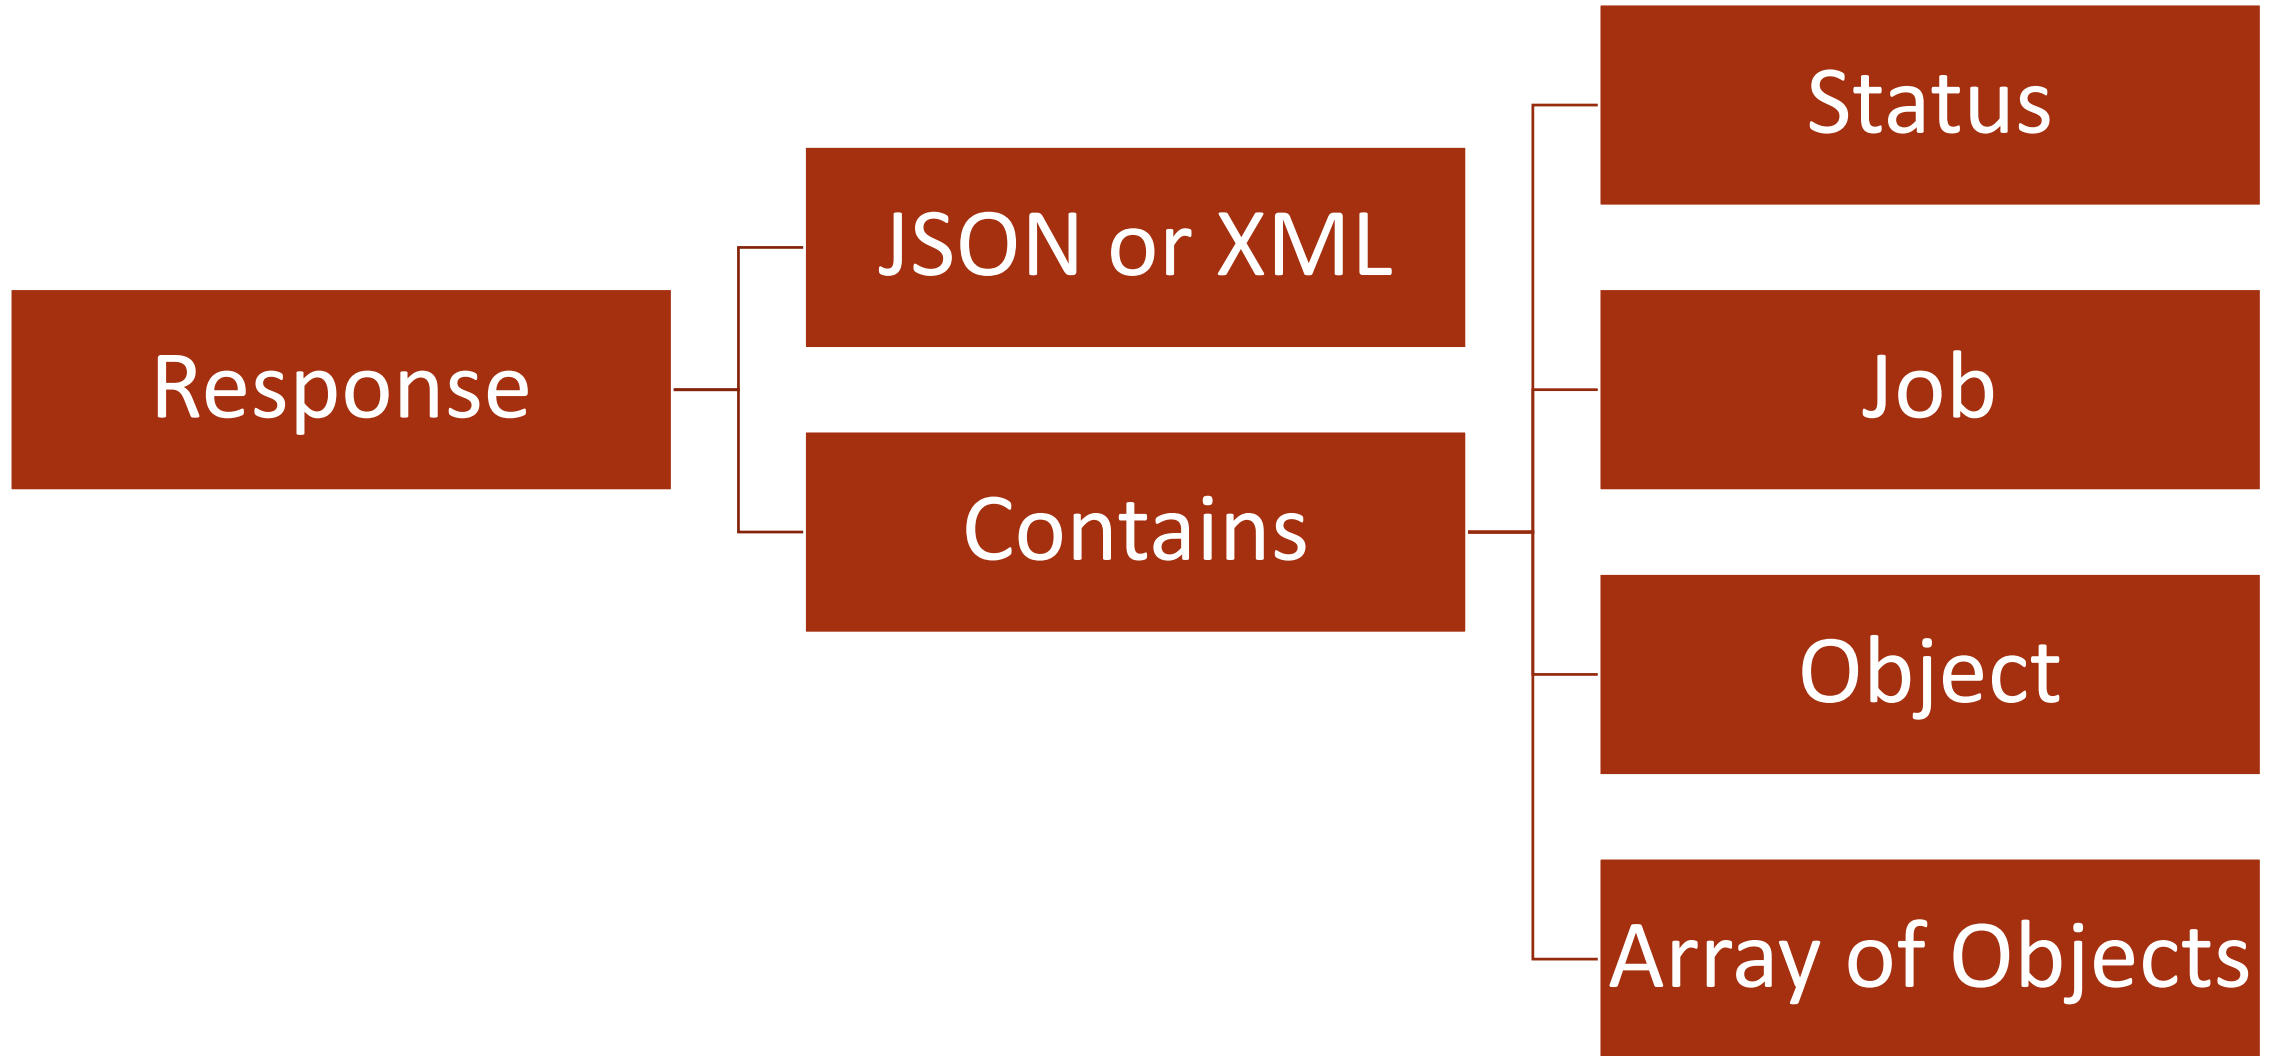 Response
JSON or XML
Contains
Status
Job
Object
Array of Objects